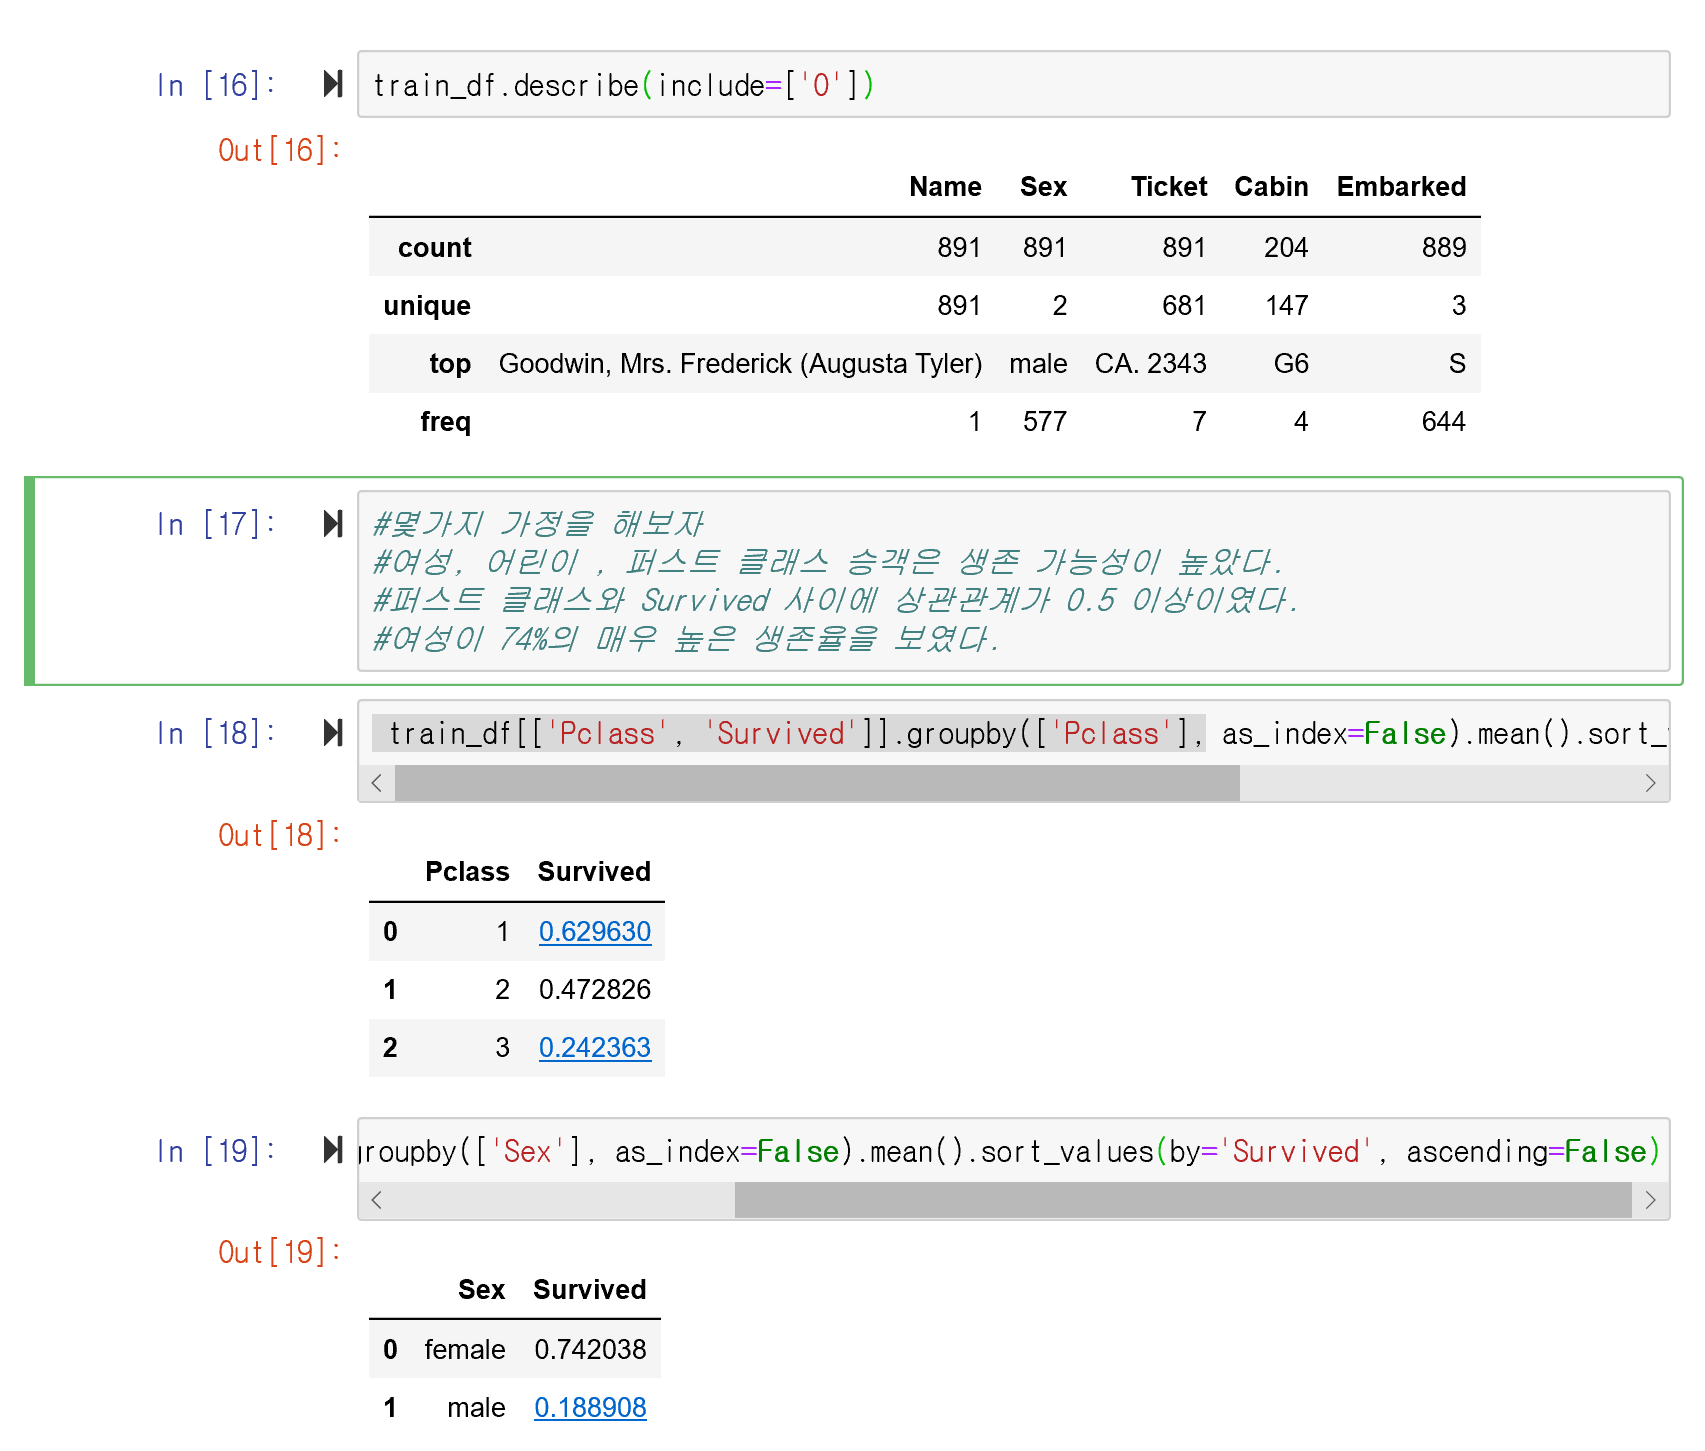 In [16]: train_df.describe(include=['O'])
Out[16]:
Name Sex Ticket Cabin Embarked
count 891 891 891 204 889
unique 891 2 681 147 3
top Goodwin, Mrs. Frederick (Augusta Tyler) male CA. 2343 G6 S
freq 1 577 7 4 644
In [17]: #몇가지 가정을 해보자
#여성, 어린이 , 퍼스트 클래스 승객은 생존 가능성이 높았다.
#퍼스트 클래스와 Survived 사이에 상관관계가 0.5 이상이였다.
#여성이 74%의 매우 높은 생존율을 보였다.
In [18]: train_df[['Pclass', 'Survived']].groupby(['Pclass'], as_index=False).mean().sort_
Out[18]:
Pclass Survived
0 1 0.629630
1 2 0.472826
2 3 0.242363
In [19]: roupby(['Sex'], as_index=False).mean().sort_values(by='Survived', ascending=False)
Out[19]:
Sex Survived
0 female 0.742038
1 male 0.188908